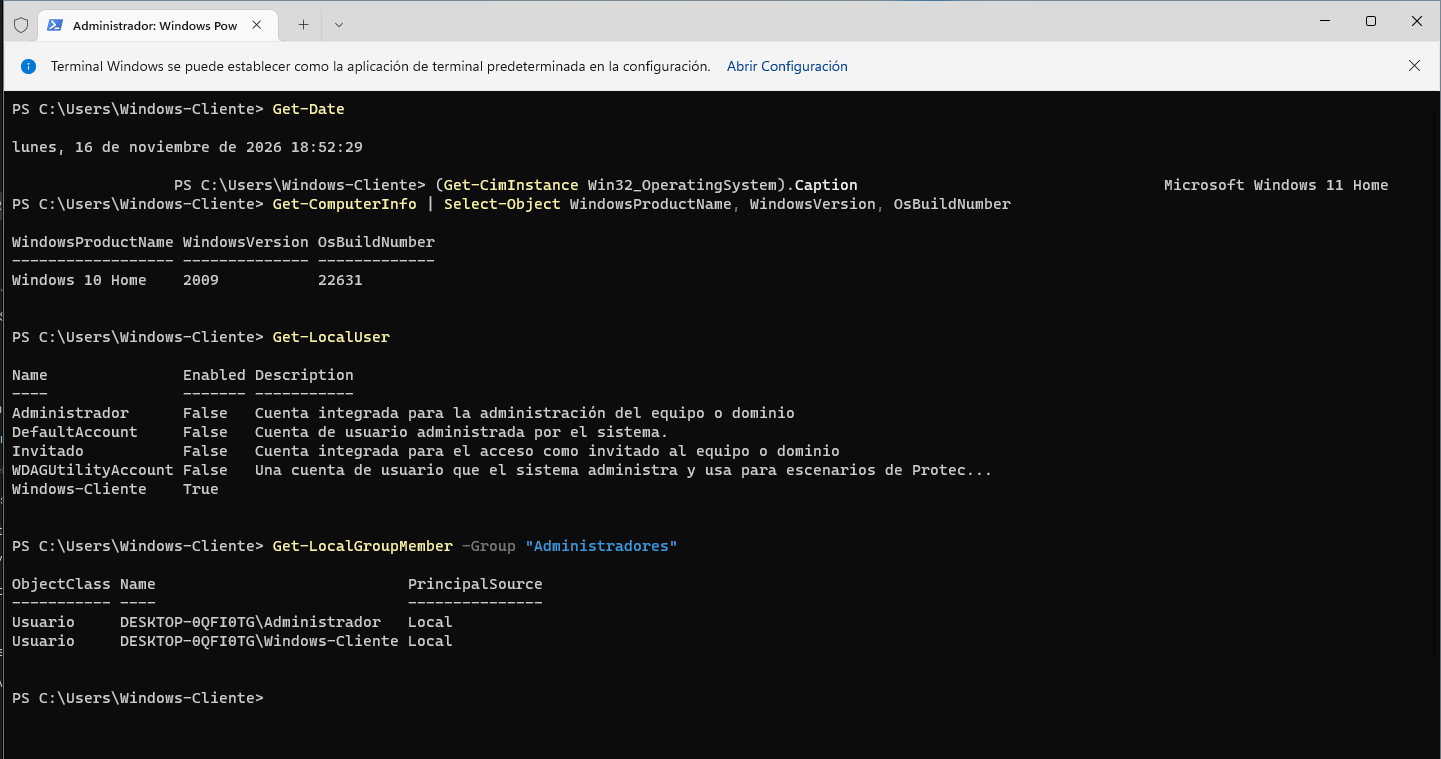 Administrador: Windows Pow
Terminal Windows se puede establecer como la aplicación de terminal predeterminada en la configuración. Abrir Configuración
PS C:\Users\Windows-Cliente> Get-Date
lunes, 16 de noviembre de 2026 18:52:29
PS C:\Users\Windows-Cliente> (Get-CimInstance Win32_OperatingSystem).Caption Microsoft Windows 11 Home
PS C:\Users\Windows-Cliente> Get-ComputerInfo | Select-Object WindowsProductName, WindowsVersion, OsBuildNumber
WindowsProductName WindowsVersion OsBuildNumber
------------------ -------------- -------------
Windows 10 Home 2009 22631
PS C:\Users\Windows-Cliente> Get-LocalUser
Name Enabled Description
---- ------- -----------
Administrador False Cuenta integrada para la administración del equipo o dominio
DefaultAccount False Cuenta de usuario administrada por el sistema.
Invitado False Cuenta integrada para el acceso como invitado al equipo o dominio
WDAGUtilityAccount False Una cuenta de usuario que el sistema administra y usa para escenarios de Protec...
Windows-Cliente True
PS C:\Users\Windows-Cliente> Get-LocalGroupMember -Group "Administradores"
ObjectClass Name PrincipalSource
----------- ---- ---------------
Usuario DESKTOP-0QFI0TG\Administrador Local
Usuario DESKTOP-0QFI0TG\Windows-Cliente Local
PS C:\Users\Windows-Cliente>